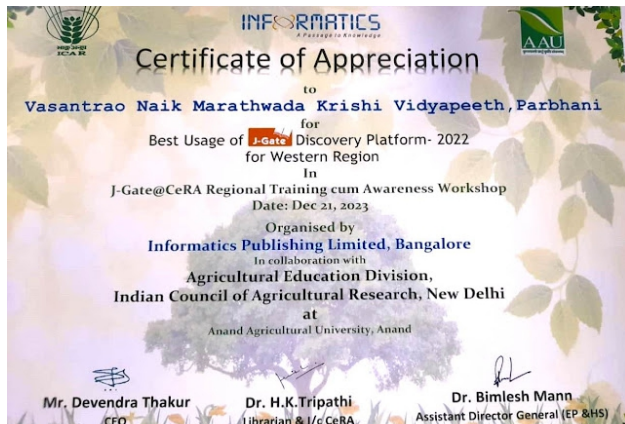 INFORMATICS
A Passage to Knowledge
ICAR
AAU
Certificate of Appreciation
to
Vasantrao Naik Marathwada Krishi Vidyapeeth,Parbhani
for
Best Usage of J-Gate Discovery Platform- 2022
for Western Region
In
J-Gate@CeRA Regional Training cum Awareness Workshop
Date: Dec 21, 2023
Organised by
Informatics Publishing Limited, Bangalore
In collaboration with
Agricultural Education Division,
Indian Council of Agricultural Research, New Delhi
at
Anand Agricultural University, Anand
Mr. Devendra Thakur
CEO
Dr. H.K.Tripathi
Librarian & I/c CeRA
Dr. Bimlesh Mann
Assistant Director General (EP &HS)